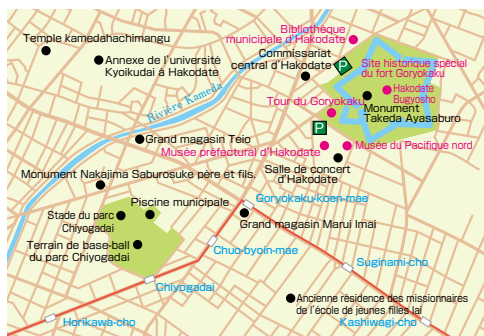 Bibliothèque
municipale d'Hakodate
Temple kamedahachimangu
Commissariat
central d'Hakodate
Annexe de l'université
Kyoikudai à Hakodate
P
Site historique spécial
du fort Goryokaku
Hakodate
Bugyosho
Rivière Kameda
Tour du Goryokaku
Monument
Takeda Ayasaburo
P
Grand magasin Teio
Musée préfectural d'Hakodate
Musée du Pacifique nord
Salle de concert
d'Hakodate
Monument Nakajima Saburosuke père et fils.
Goryokaku-koen-mae
Piscine municipale
Stade du parc
Chiyogadai
Grand magasin Marui Imai
Terrain de base-ball
du parc Chiyogadai
Chuo-byoin-mae
Suginami-cho
Chiyogadai
Ancienne résidence des missionaires
de l'école de jeunes filles Iai
Horikawa-cho
Kashiwagi-cho